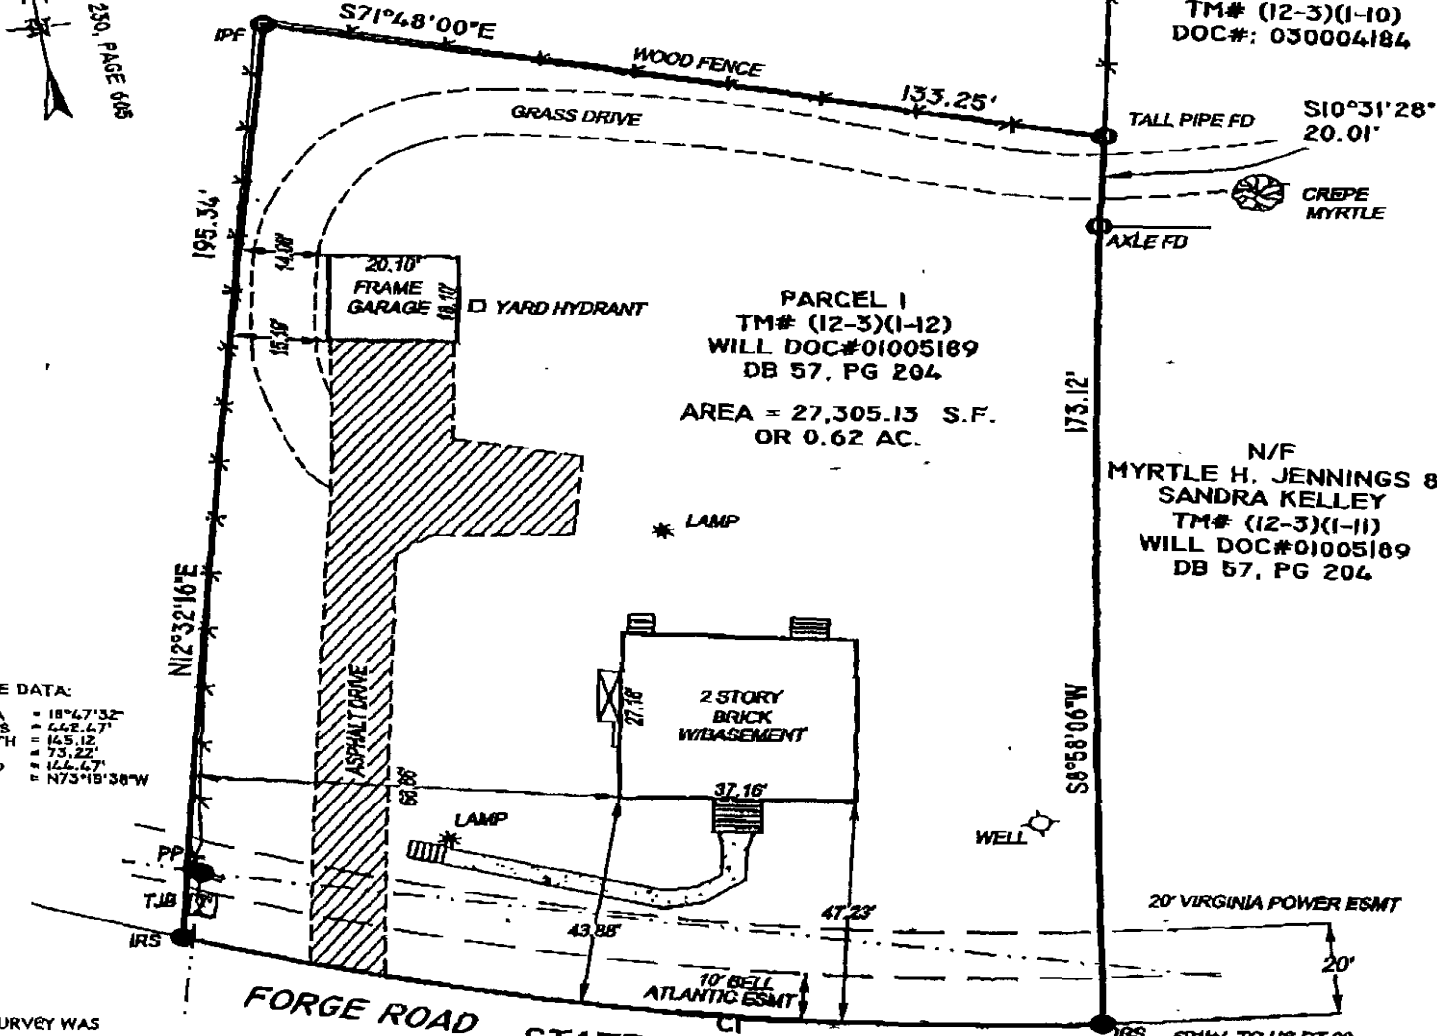 230, PAGE 605
IPF
S71°48'00"E
WOOD FENCE
133.25'
TM# (12-3)(1-10)
DOC#: 030004184
GRASS DRIVE
TALL PIPE FD
S10°31'28"
20.01'
CREPE
MYRTLE
AXLE FD
195.34'
14.08'
20.10'
FRAME
GARAGE
18.10'
YARD HYDRANT
PARCEL 1
TM# (12-3)(1-12)
WILL DOC#01005189
DB 57, PG 204
AREA = 27,305.13 S.F.
OR 0.62 AC.
173.12'
N/F
MYRTLE H. JENNINGS &
SANDRA KELLEY
TM# (12-3)(1-11)
WILL DOC#01005189
DB 57, PG 204
LAMP
N12°32'16"E
ASPHALT DRIVE
27.16'
2 STORY
BRICK
W/BASEMENT
37.16'
S8°58'06"W
E DATA:
= 18°47'32"
S = 442.47'
TH = 145.12
= 73.22'
= 144.47'
= N73°18'38"W
LAMP
WELL
PP
TJB
IRS
43.88'
47.23'
20' VIRGINIA POWER ESMT
20'
10' BELL
ATLANTIC ESMT
FORGE ROAD
URVEY WAS
IRS